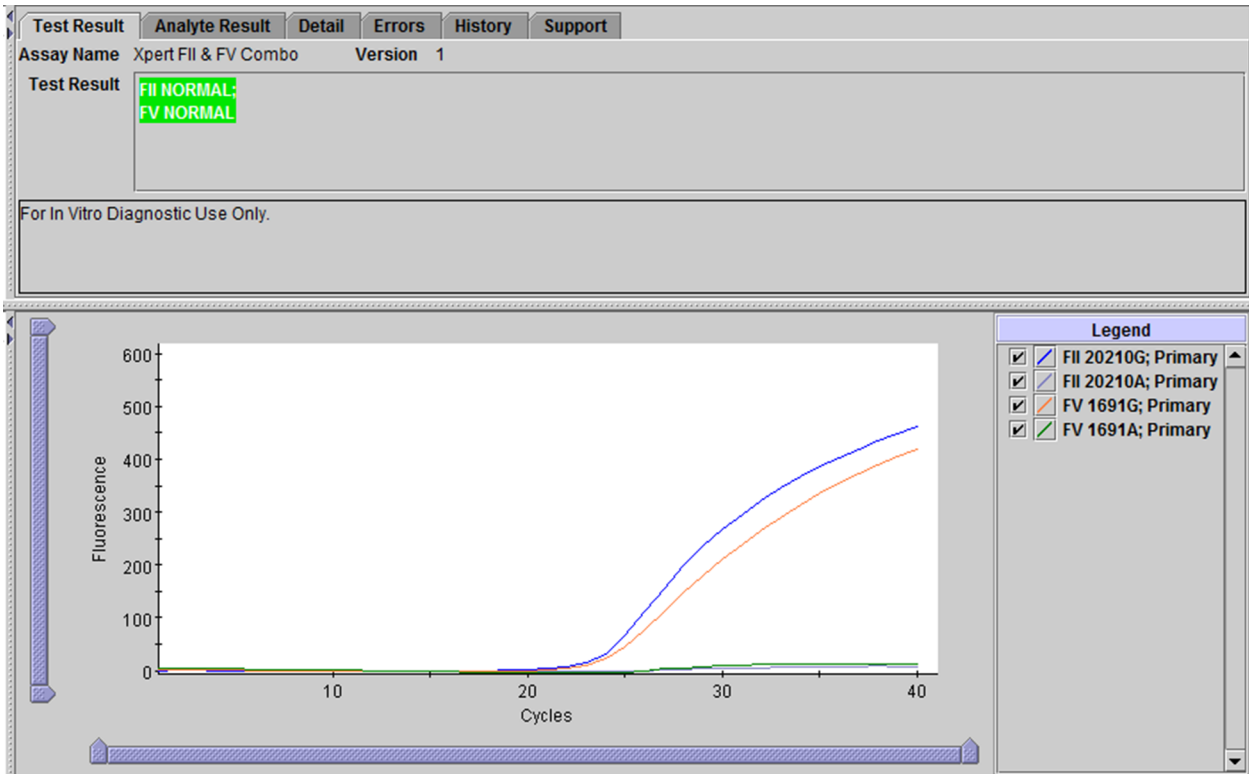 Test Result Analyte Result Detail Errors History Support
Assay Name Xpert FII & FV Combo Version 1
Test Result FII NORMAL;
FV NORMAL
For In Vitro Diagnostic Use Only.
600
500
400
300
200
100
0
Fluorescence
10 20 30 40
Cycles
Legend
FII 20210G; Primary
FII 20210A; Primary
FV 1691G; Primary
FV 1691A; Primary